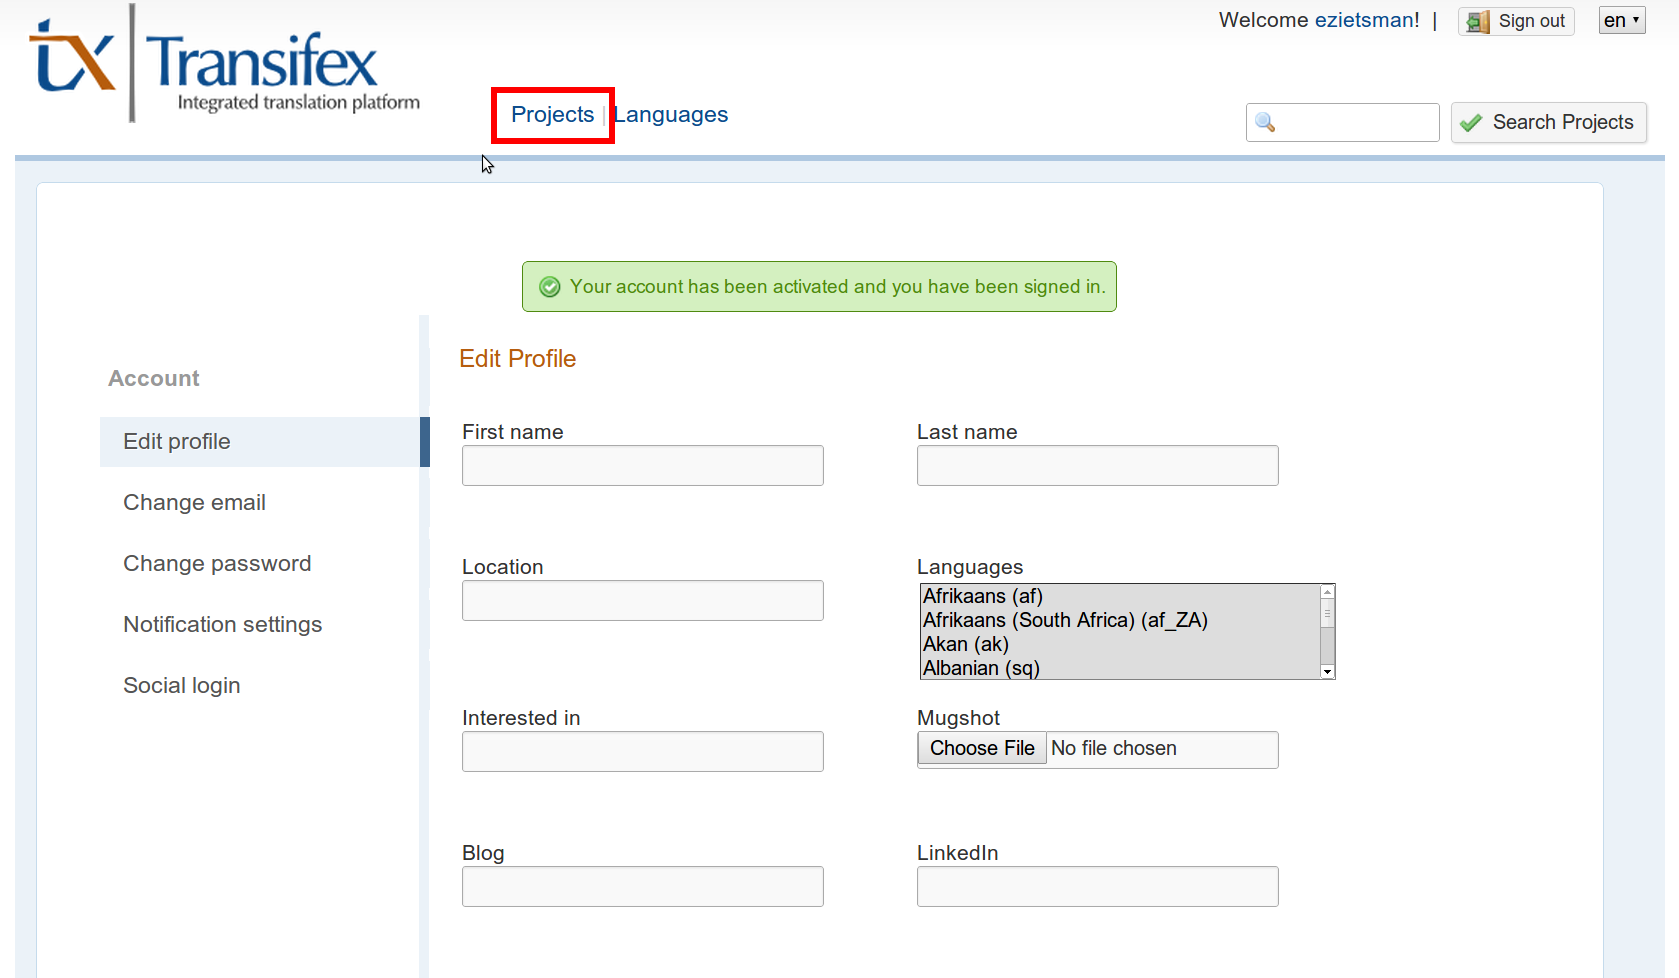 Welcome ezietsman! | Sign out en
tx Transifex
Integrated translation platform
Projects | Languages
Search Projects
Your account has been activated and you have been signed in.
Account
Edit profile
Change email
Change password
Notification settings
Social login
Edit Profile
First name
Last name
Location
Languages
Afrikaans (af)
Afrikaans (South Africa) (af_ZA)
Akan (ak)
Albanian (sq)
Interested in
Mugshot
Choose File No file chosen
Blog
LinkedIn